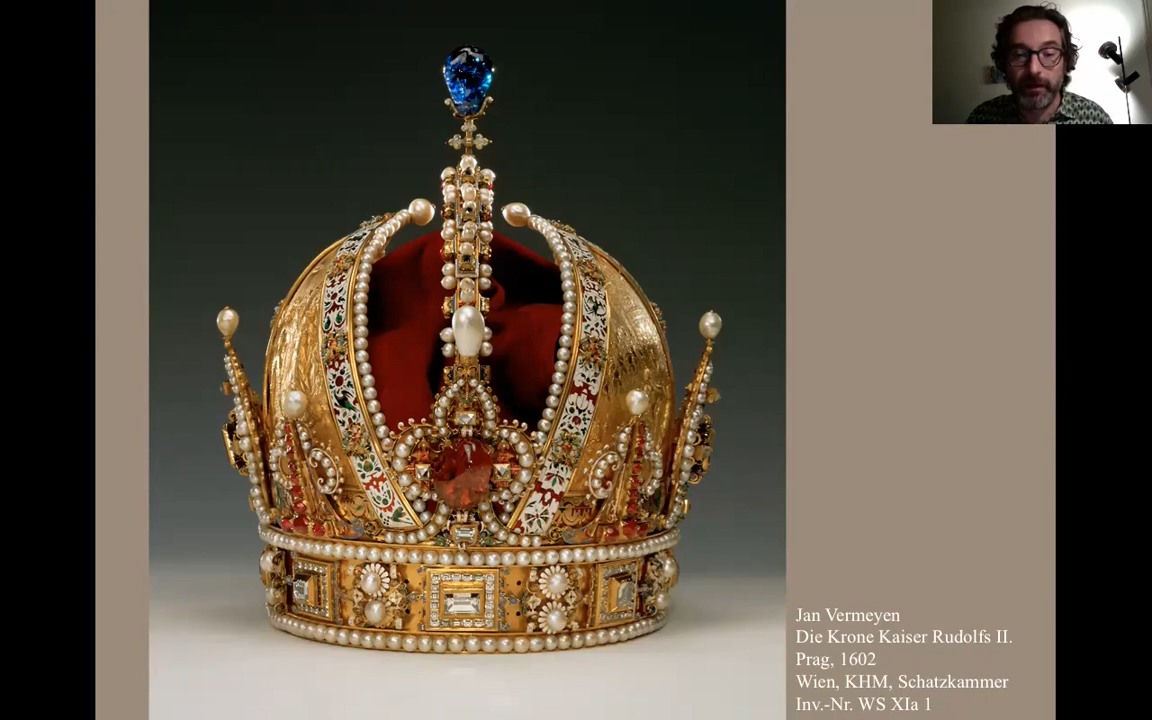 Jan Vermeyen
Die Krone Kaiser Rudolfs II.
Prag, 1602
Wien, KHM, Schatzkammer
Inv.-Nr. WS XIa 1